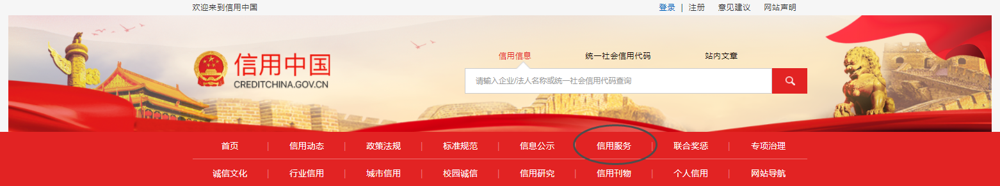 欢迎来到信用中国
登录 | 注册 意见建议 网站声明
信用中国
CREDITCHINA.GOV.CN
信用信息 统一社会信用代码 站内文章
请输入企业/法人名称或统一社会信用代码查询
首页 | 信用动态 | 政策法规 | 标准规范 | 信息公示 | 信用服务 | 联合奖惩 | 专项治理
诚信文化 | 行业信用 | 城市信用 | 校园诚信 | 信用研究 | 信用刊物 | 个人信用 | 网站导航